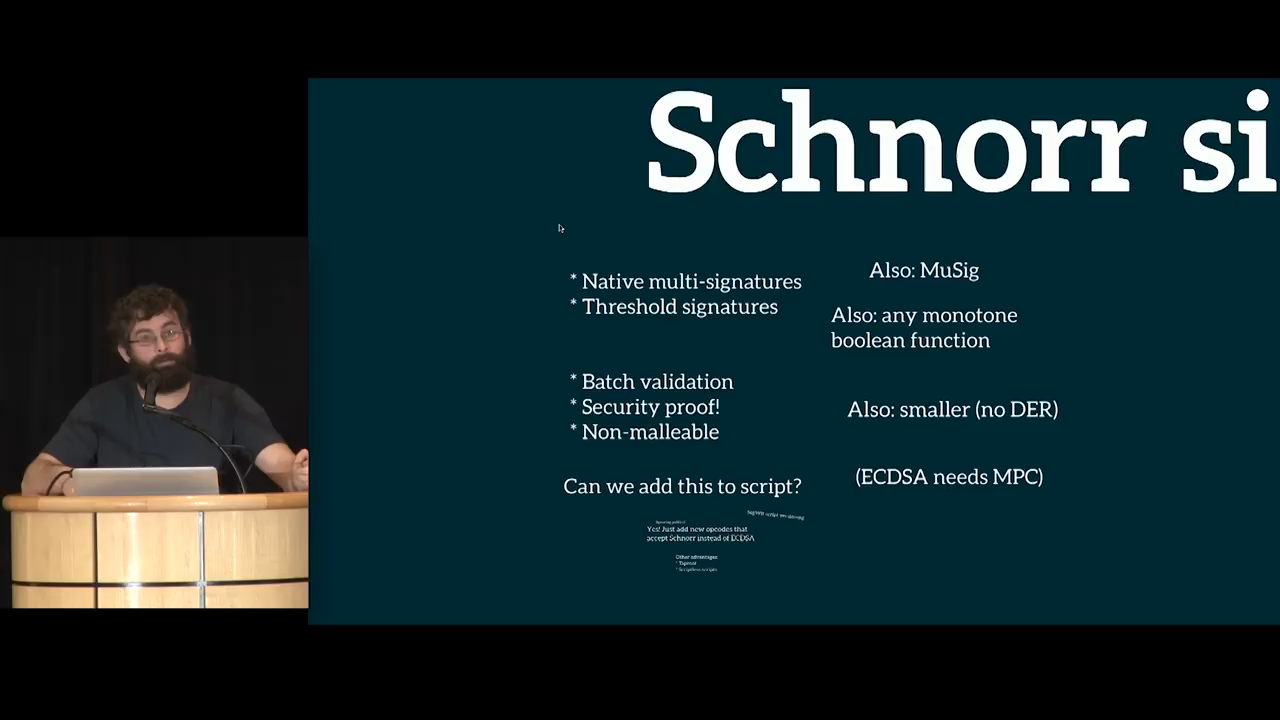 Schnorr si
* Native multi-signatures
* Threshold signatures
Also: MuSig
Also: any monotone
boolean function
* Batch validation
* Security proof!
* Non-malleable
Also: smaller (no DER)
(ECDSA needs MPC)
Can we add this to script?
Yes! Just add new opcodes that
accept Schnorr instead of ECDSA
Other advantages
* Taproot
* Scriptless scripts